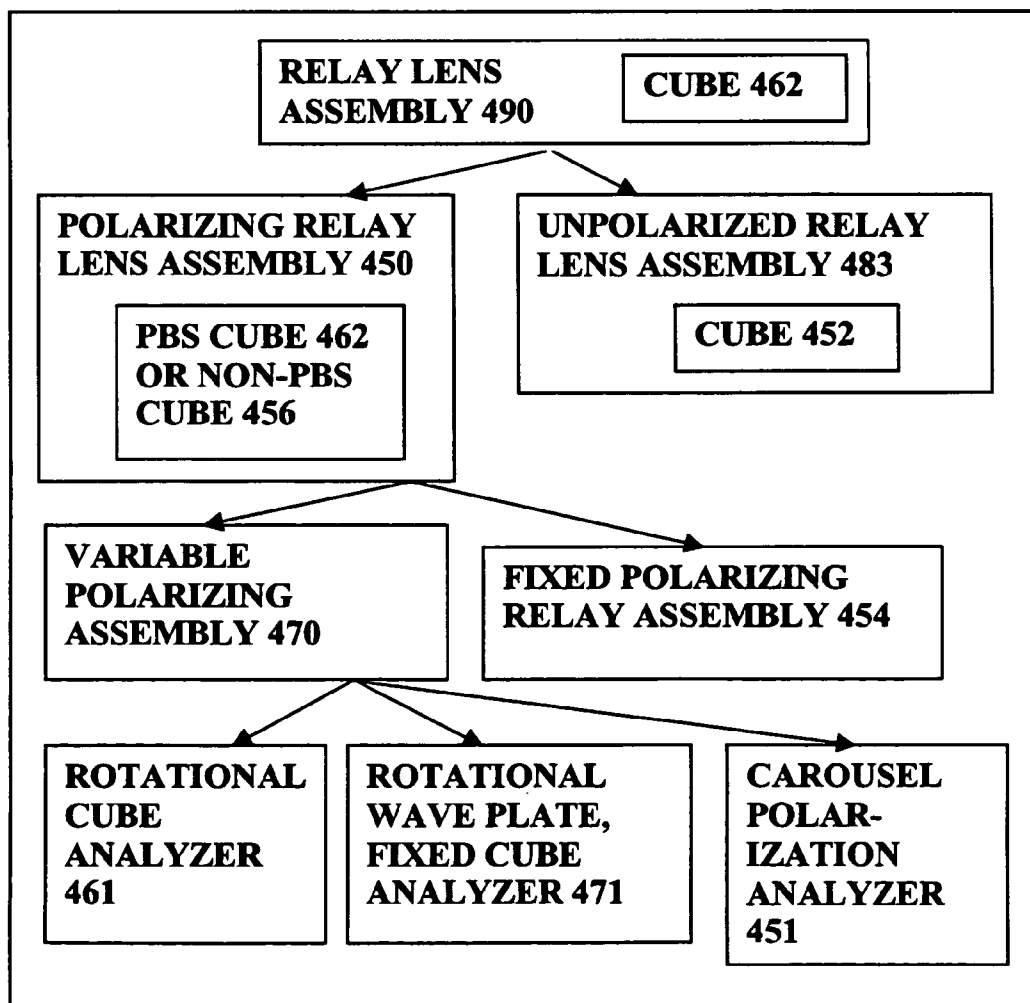 RELAY LENS
ASSEMBLY 490
CUBE 462
POLARIZING RELAY
LENS ASSEMBLY 450
PBS CUBE 462
OR NON-PBS
CUBE 456
UNPOLARIZED RELAY
LENS ASSEMBLY 483
CUBE 452
VARIABLE
POLARIZING
ASSEMBLY 470
FIXED POLARIZING
RELAY ASSEMBLY 454
ROTATIONAL
CUBE
ANALYZER
461
ROTATIONAL
WAVE PLATE,
FIXED CUBE
ANALYZER 471
CAROUSEL
POLAR-
IZATION
ANALYZER
451